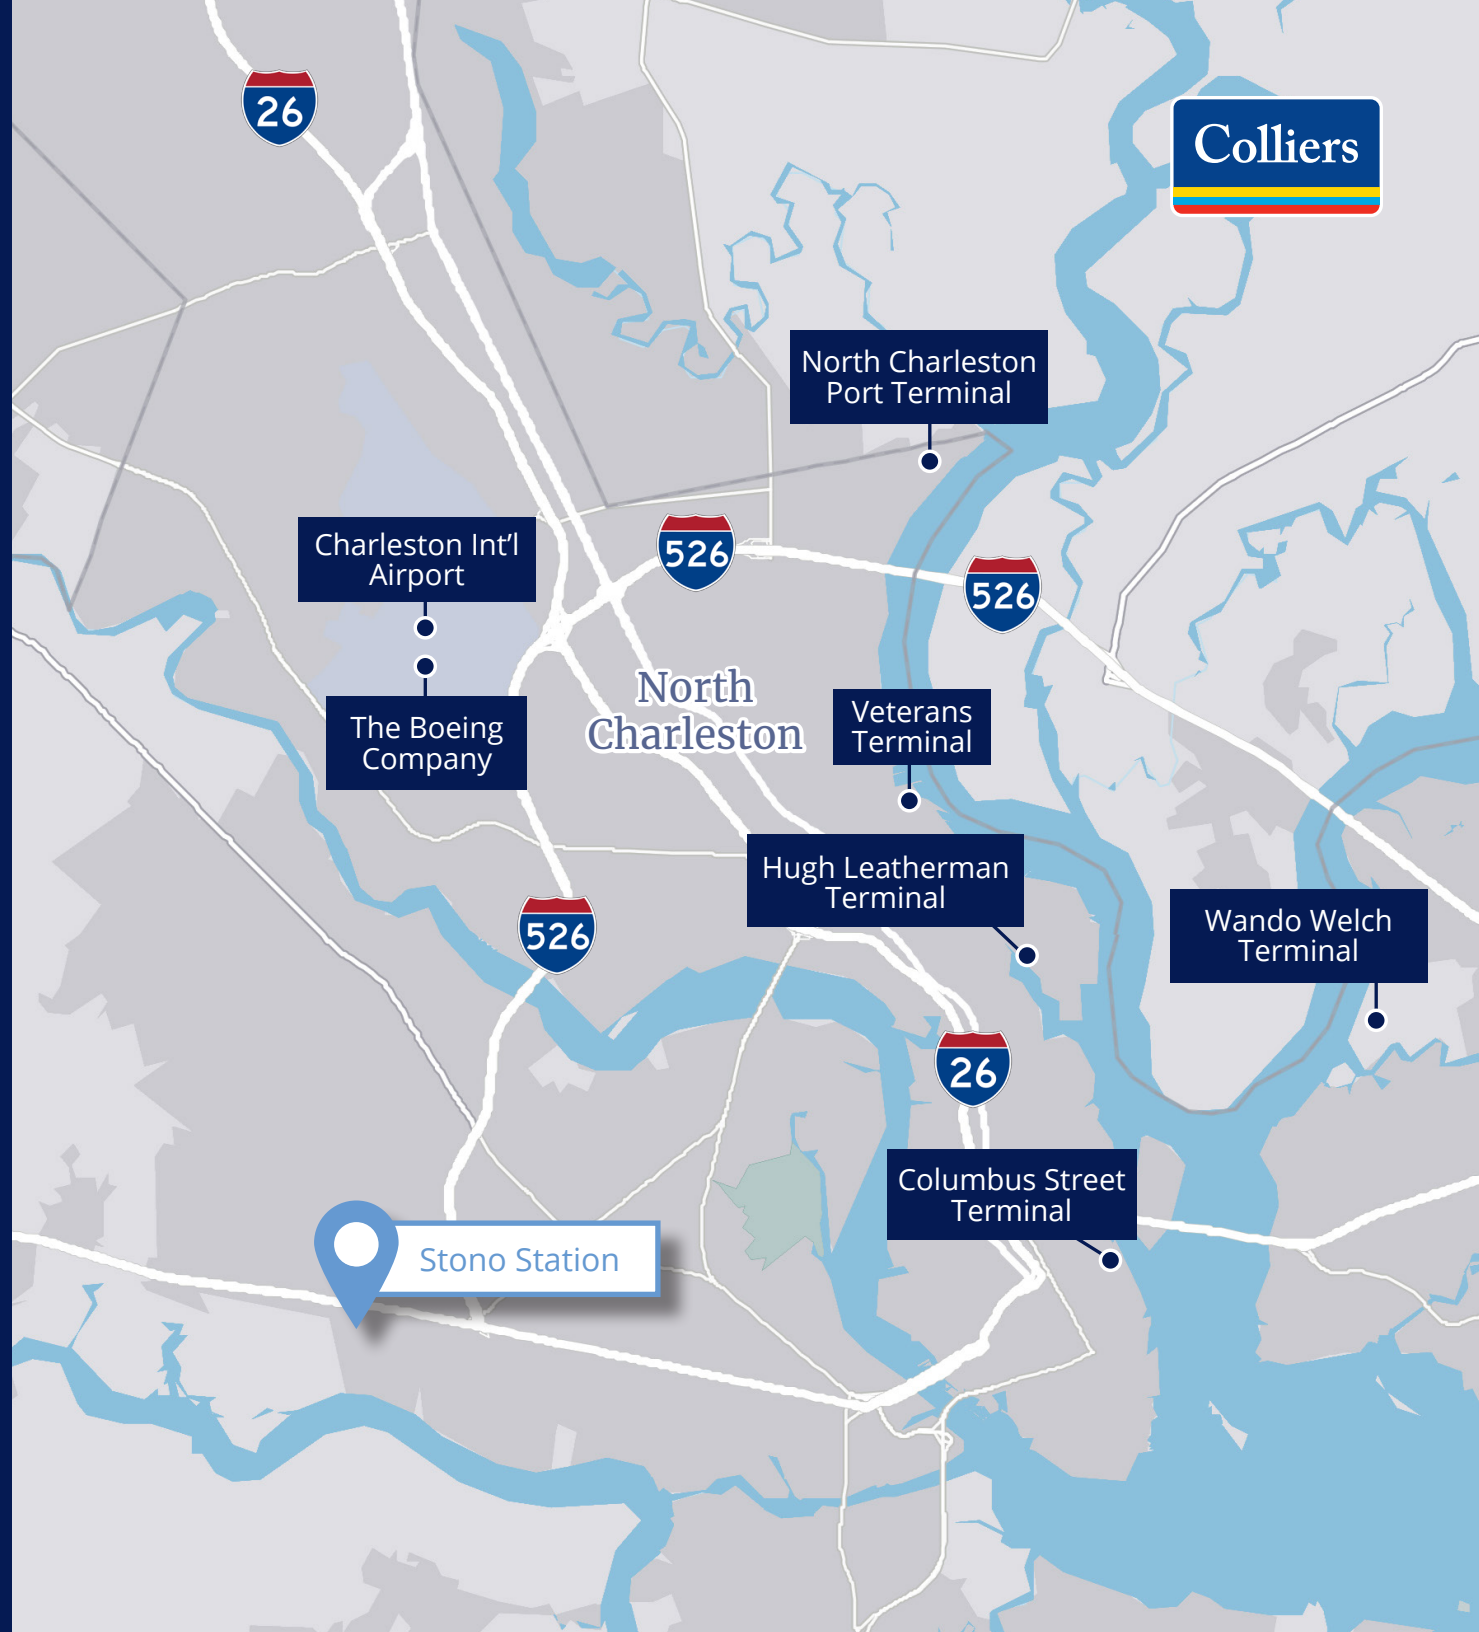 26
Colliers
North Charleston
Port Terminal
Charleston Int'l
Airport
526
526
The Boeing
Company
North
Charleston
Veterans
Terminal
Hugh Leatherman
Terminal
526
Wando Welch
Terminal
26
Columbus Street
Terminal
Stono Station